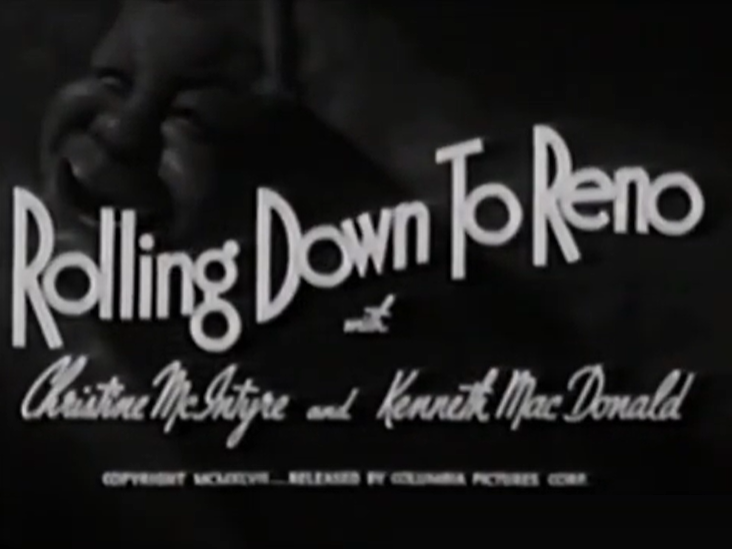 Rolling Down To Reno
with
Christine McIntyre and Kenneth MacDonald
COPYRIGHT MCMXLVII — RELEASED BY COLUMBIA PICTURES CORP.